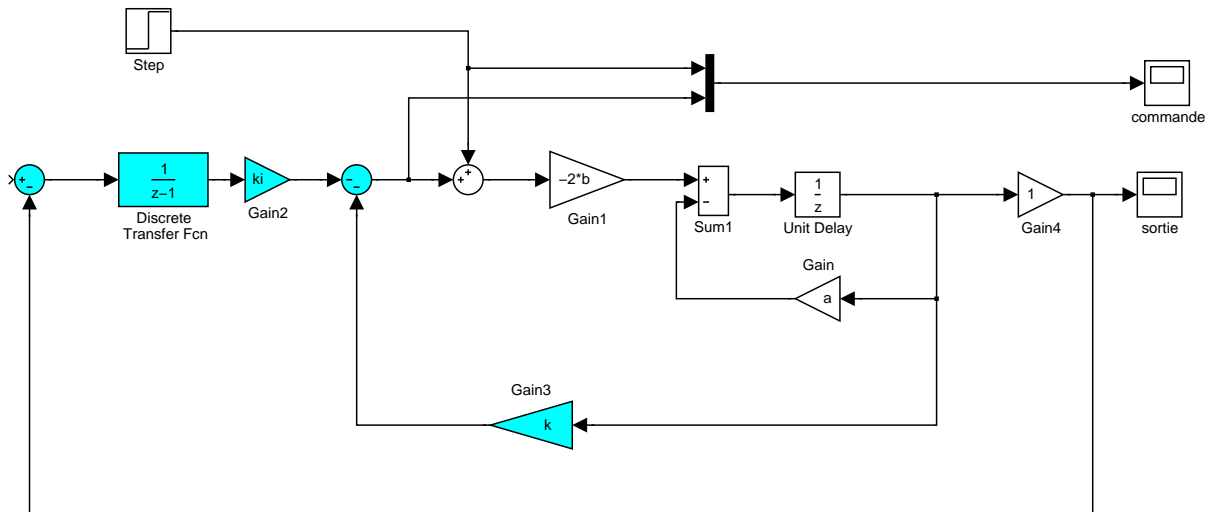 Step
commande
1
z−1
Discrete
Transfer Fcn
ki
Gain2
−2*b
Gain1
+
−
Sum1
1
z
Unit Delay
1
Gain4
sortie
Gain
a
Gain3
k